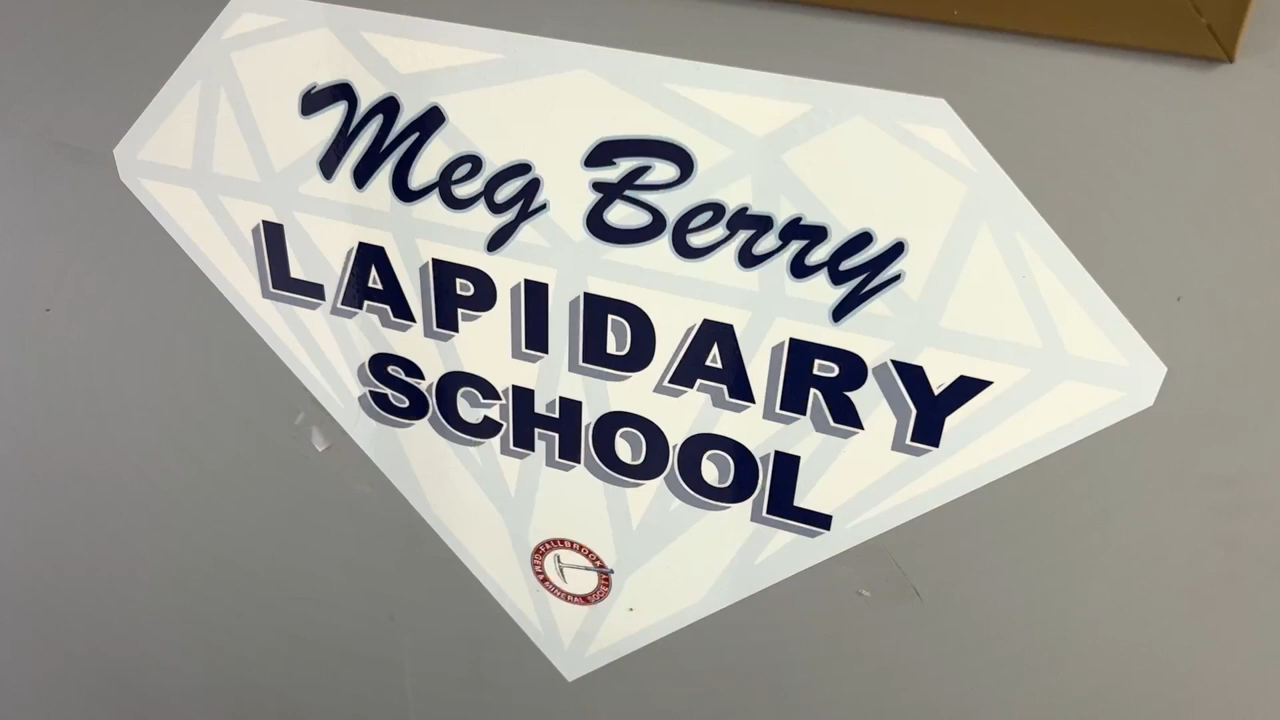 Meg Berry
LAPIDARY
SCHOOL
FALLBROOK
GEM & MINERAL SOCIETY